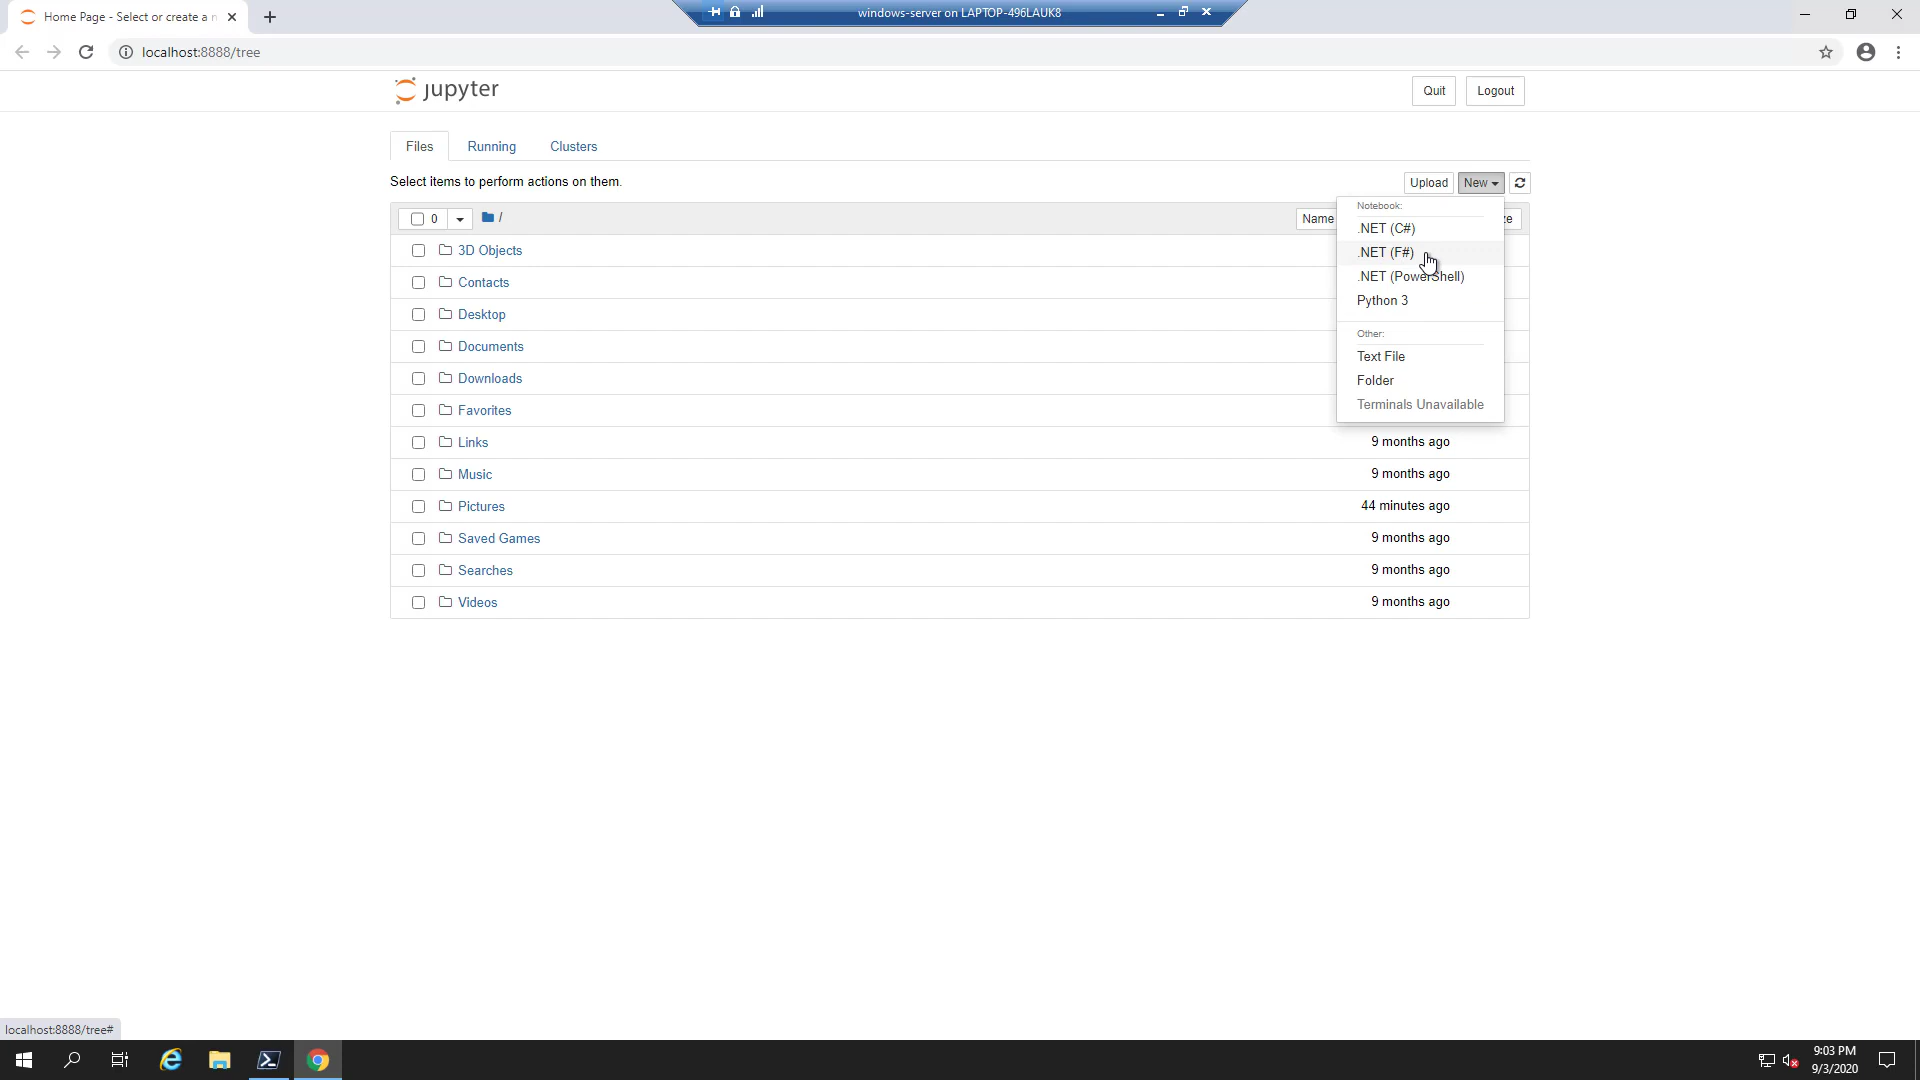 Home Page - Select or create a n
windows-server on LAPTOP-496LAUK8
localhost:8888/tree
jupyter
Quit
Logout
Files
Running
Clusters
Select items to perform actions on them.
Upload
New
0
/
Name
ze
Notebook:
.NET (C#)
.NET (F#)
.NET (PowerShell)
Python 3
Other:
Text File
Folder
Terminals Unavailable
3D Objects
Contacts
Desktop
Documents
Downloads
Favorites
Links
9 months ago
Music
9 months ago
Pictures
44 minutes ago
Saved Games
9 months ago
Searches
9 months ago
Videos
9 months ago
localhost:8888/tree#
9:03 PM
9/3/2020